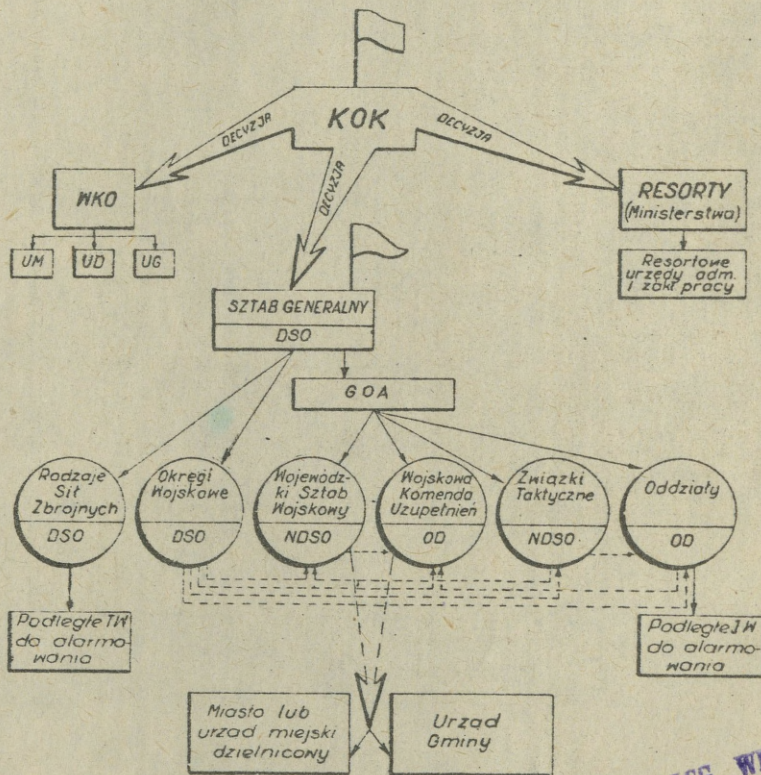 KOK
DECYZJA
DECYZJA
DECYZJA
WKO
UM
UD
UG
RESORTY
(Ministerstwa)
Resortowe
urzędy adm.
i zakł pracy
SZTAB GENERALNY
DSO
GOA
Rodzaje
Sił
Zbrojnych
DSO
Okręgi
Wojskowe
DSO
Wojewódz-
ki Sztab
Wojskowy
NDSO
Wojskowa
Komenda
Uzupełnień
OD
Związki
Taktyczne
NDSO
Oddziały
OD
Podległe JW
do alarmo-
wania
Podległe JW
do alarmo-
wania
Miasto lub
urząd miejski
dzielnicowy
Urząd
Gminy